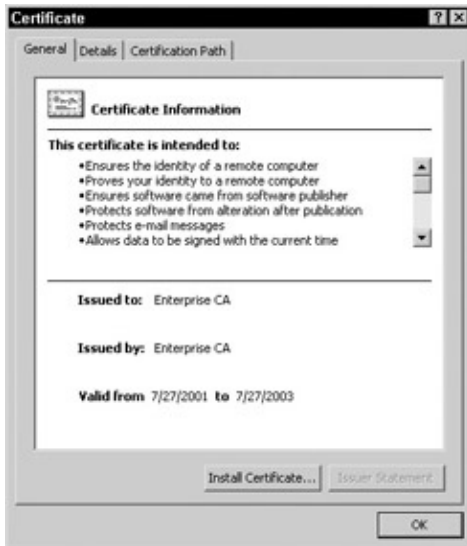 Certificate
General
Details
Certification Path
Certificate Information
This certificate is intended to:
•Ensures the identity of a remote computer
•Proves your identity to a remote computer
•Ensures software came from software publisher
•Protects software from alteration after publication
•Protects e-mail messages
•Allows data to be signed with the current time
Issued to: Enterprise CA
Issued by: Enterprise CA
Valid from 7/27/2001 to 7/27/2003
Install Certificate...
Issuer Statement
OK